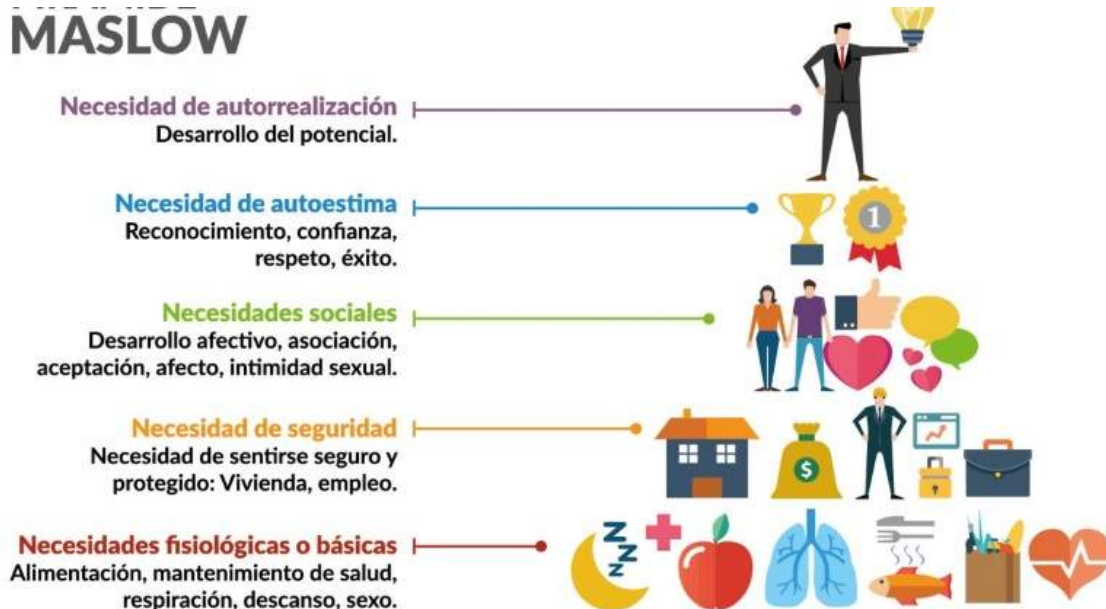 MASLOW
Necesidad de autorrealización
Desarrollo del potencial.
Necesidad de autoestima
Reconocimiento, confianza,
respeto, éxito.
1
Necesidades sociales
Desarrollo afectivo, asociación,
aceptación, afecto, intimidad sexual.
Necesidad de seguridad
Necesidad de sentirse seguro y
protegido: Vivienda, empleo.
$
Necesidades fisiológicas o básicas
Alimentación, mantenimiento de salud,
respiración, descanso, sexo.
Z
Z
Z